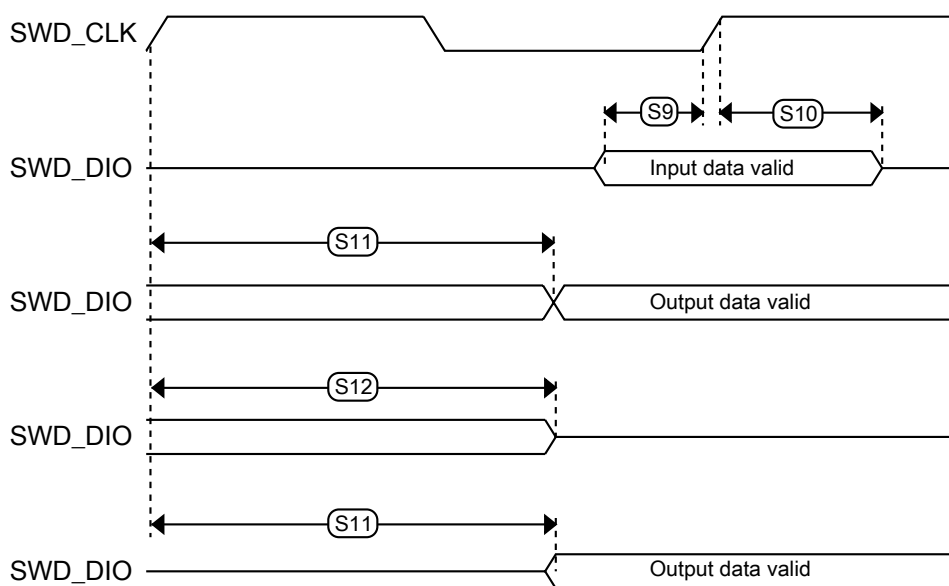 SWD_CLK
S9
S10
SWD_DIO
Input data valid
S11
SWD_DIO
Output data valid
S12
SWD_DIO
S11
SWD_DIO
Output data valid